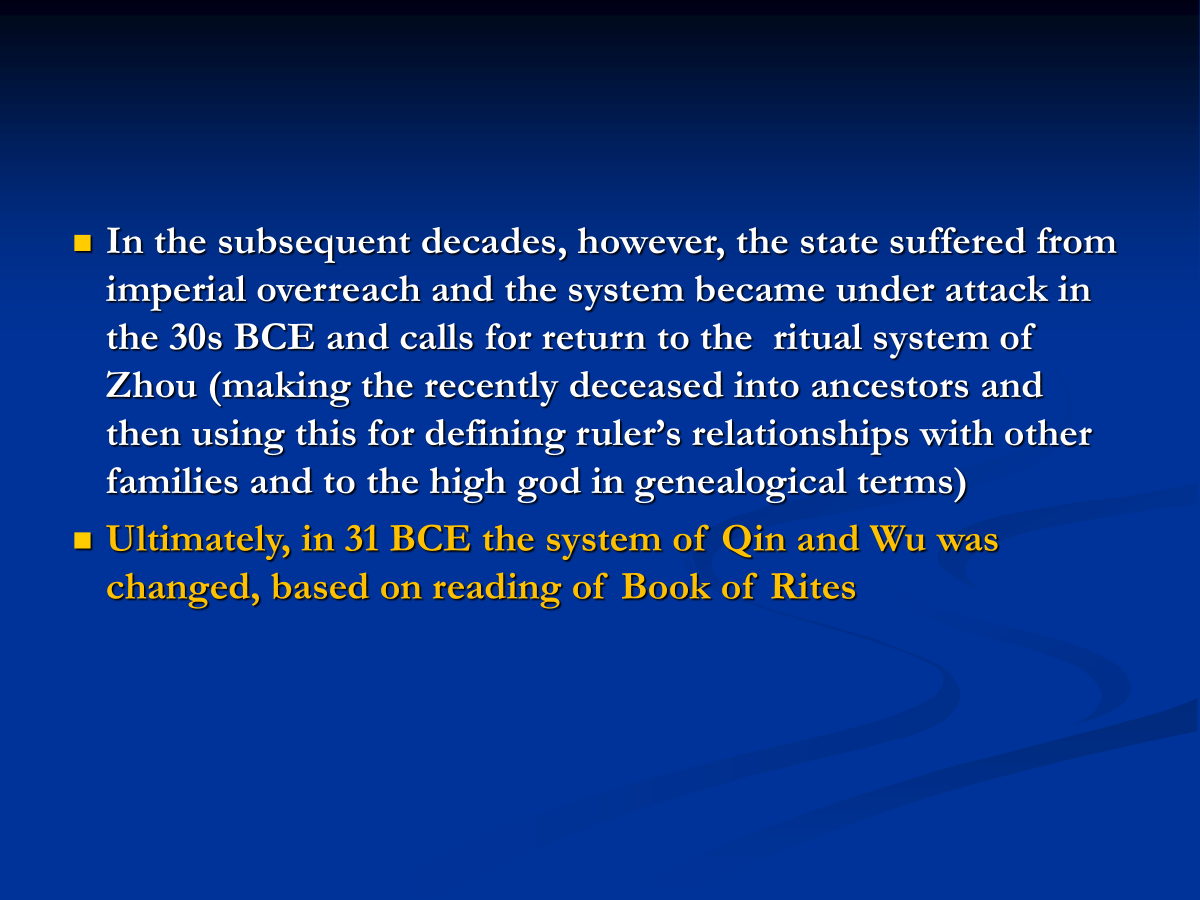 In the subsequent decades, however, the state suffered from
imperial overreach and the system became under attack in
the 30s BCE and calls for return to the  ritual system of
Zhou (making the recently deceased into ancestors and
then using this for defining ruler’s relationships with other
families and to the high god in genealogical terms)
Ultimately, in 31 BCE the system of Qin and Wu was
changed, based on reading of Book of Rites